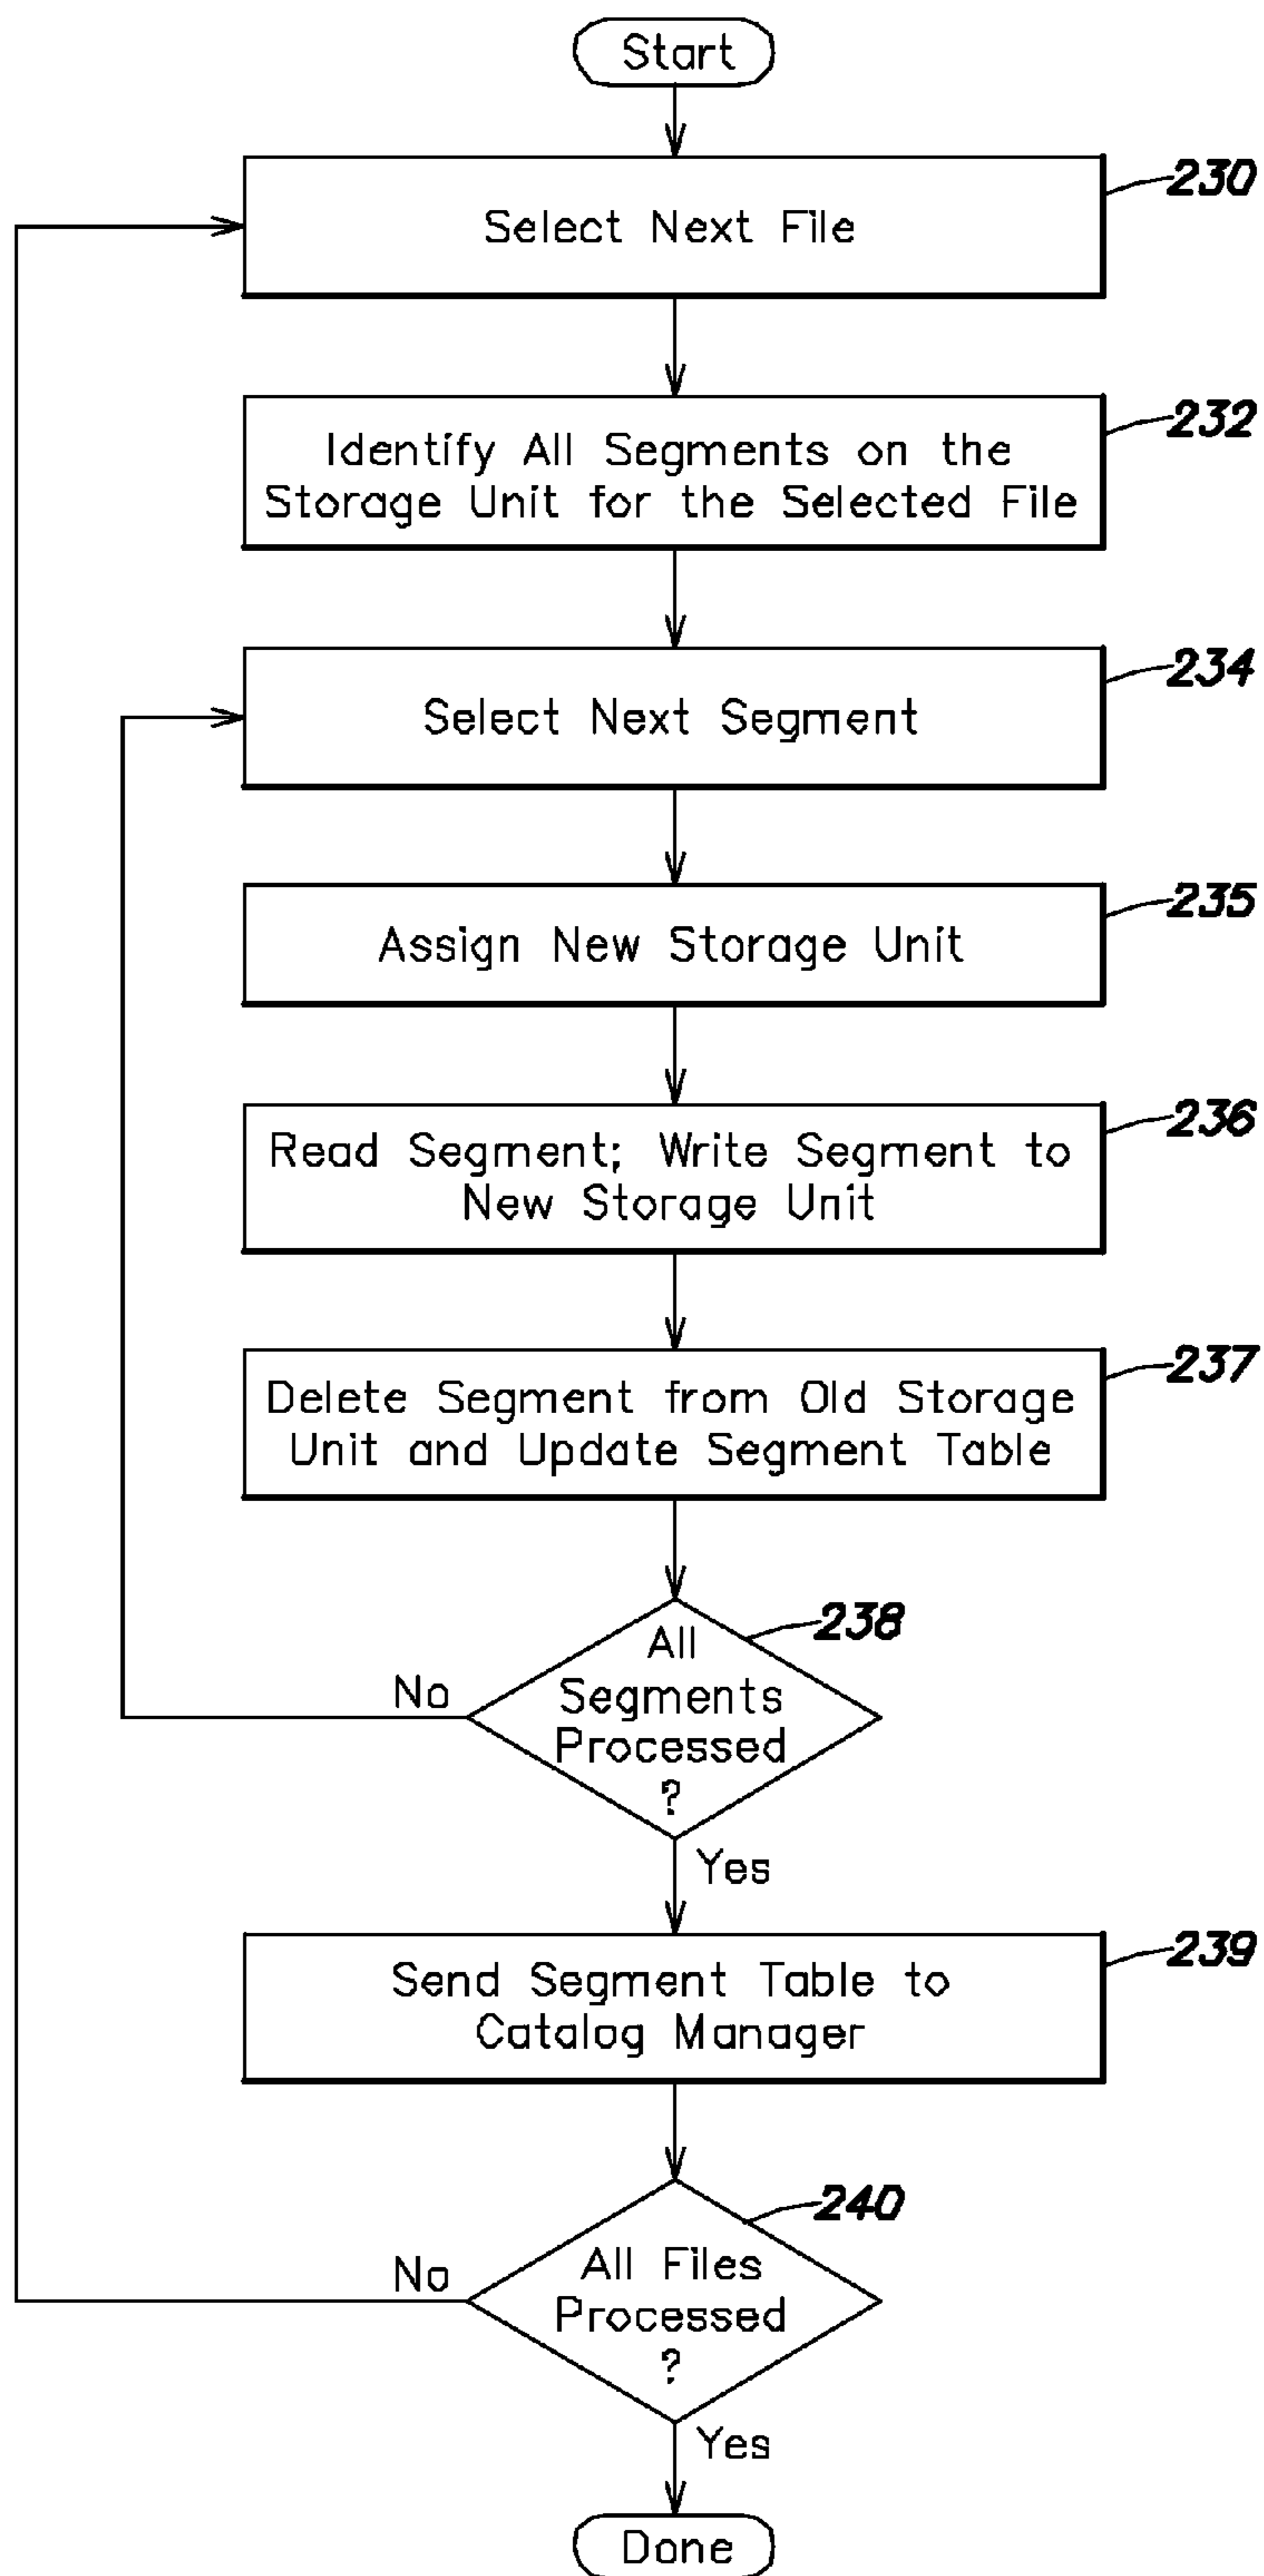 Start
230
Select Next File
232
Identify All Segments on the
Storage Unit for the Selected File
234
Select Next Segment
235
Assign New Storage Unit
236
Read Segment; Write Segment to
New Storage Unit
237
Delete Segment from Old Storage
Unit and Update Segment Table
238
All
Segments
Processed
?
No
Yes
239
Send Segment Table to
Catalog Manager
240
All Files
Processed
?
No
Yes
Done